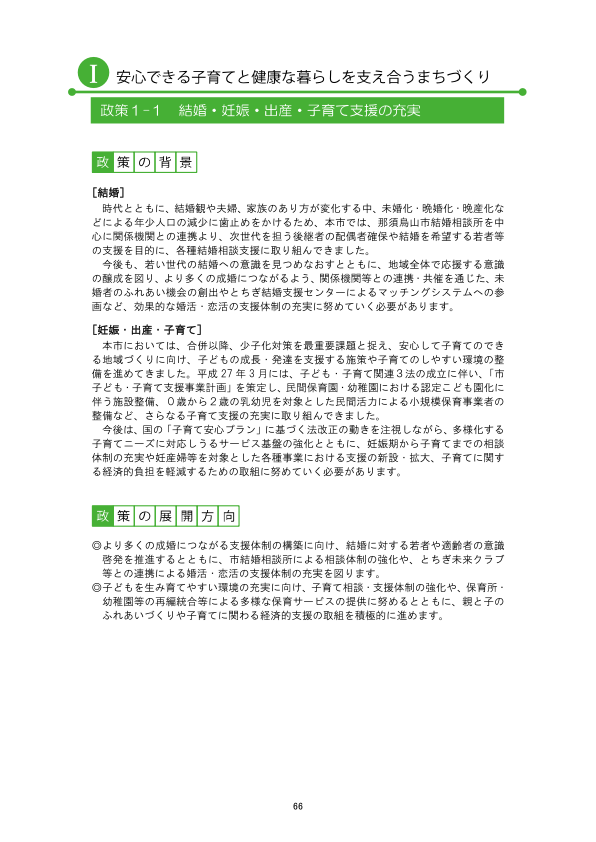 Ⅰ 安心できる子育てと健康な暮らしを支え合うまちづくり
政策１-１　結婚・妊娠・出産・子育て支援の充実
政策の背景
［結婚］
　時代とともに、結婚観や夫婦、家族のあり方が変化する中、未婚化・晩婚化・晩産化な
どによる年少人口の減少に歯止めをかけるため、本市では、那須烏山市結婚相談所を中
心に関係機関との連携より、次世代を担う後継者の配偶者確保や結婚を希望する若者等
の支援を目的に、各種結婚相談支援に取り組んできました。
　今後も、若い世代の結婚への意識を見つめなおすとともに、地域全体で応援する意識
の醸成を図り、より多くの成婚につながるよう、関係機関等との連携・共催を通じた、未
婚者のふれあい機会の創出やとちぎ結婚支援センターによるマッチングシステムへの参
画など、効果的な婚活・恋活の支援体制の充実に努めていく必要があります。
［妊娠・出産・子育て］
　本市においては、合併以降、少子化対策を最重要課題と捉え、安心して子育てのでき
る地域づくりに向け、子どもの成長・発達を支援する施策や子育てのしやすい環境の整
備を進めてきました。平成 27 年 3 月には、子ども・子育て関連３法の成立に伴い、「市
子ども・子育て支援事業計画」を策定し、民間保育園・幼稚園における認定こども園化に
伴う施設整備、０歳から２歳の乳幼児を対象とした民間活力による小規模保育事業者の
整備など、さらなる子育て支援の充実に取り組んできました。
　今後は、国の「子育て安心プラン」に基づく法改正の動きを注視しながら、多様化する
子育てニーズに対応しうるサービス基盤の強化とともに、妊娠期から子育てまでの相談
体制の充実や妊産婦等を対象とした各種事業における支援の新設・拡大、子育てに関す
る経済的負担を軽減するための取組に努めていく必要があります。
政策の展開方向
◎より多くの成婚につながる支援体制の構築に向け、結婚に対する若者や適齢者の意識
啓発を推進するとともに、市結婚相談所による相談体制の強化や、とちぎ未来クラブ
等との連携による婚活・恋活の支援体制の充実を図ります。
◎子どもを生み育てやすい環境の充実に向け、子育て相談・支援体制の強化や、保育所・
幼稚園等の再編統合等による多様な保育サービスの提供に努めるとともに、親と子の
ふれあいづくりや子育てに関わる経済的支援の取組を積極的に進めます。
66